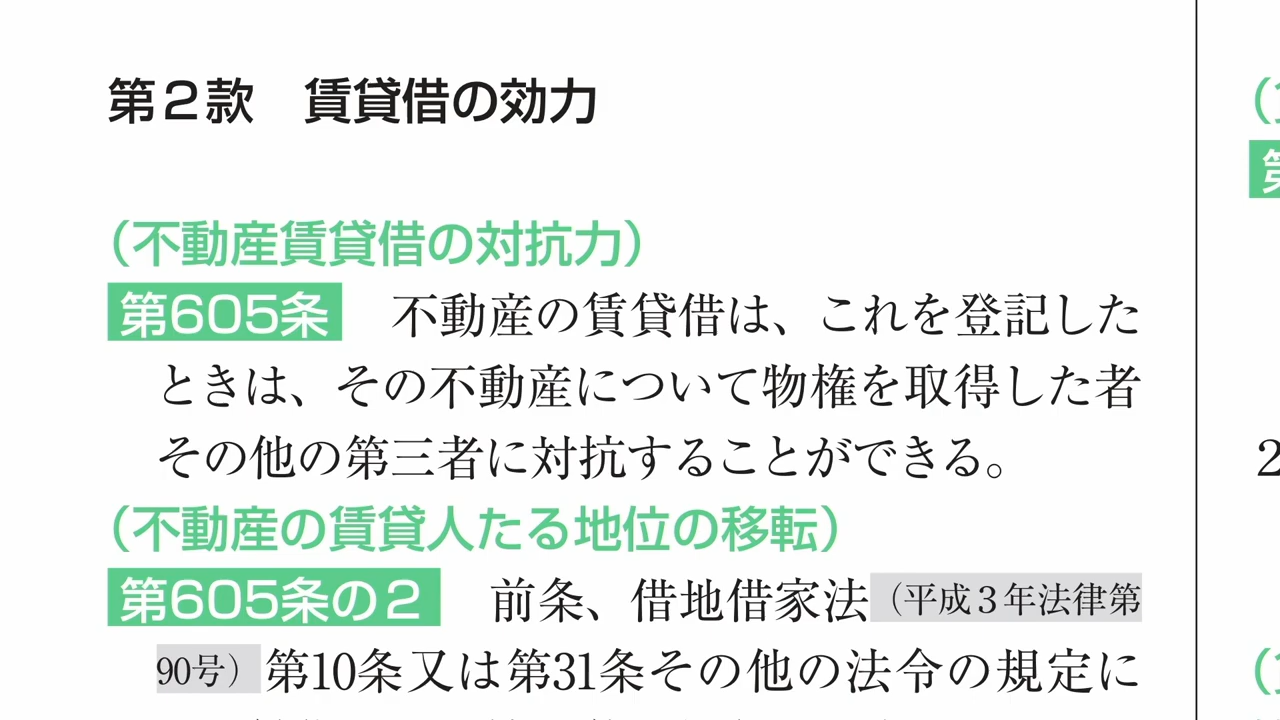 第２款　賃貸借の効力
（不動産賃貸借の対抗力）
第605条　不動産の賃貸借は、これを登記した
ときは、その不動産について物権を取得した者
その他の第三者に対抗することができる。
（不動産の賃貸人たる地位の移転）
第605条の２　前条、借地借家法（平成３年法律第
90号）第10条又は第31条その他の法令の規定に
2